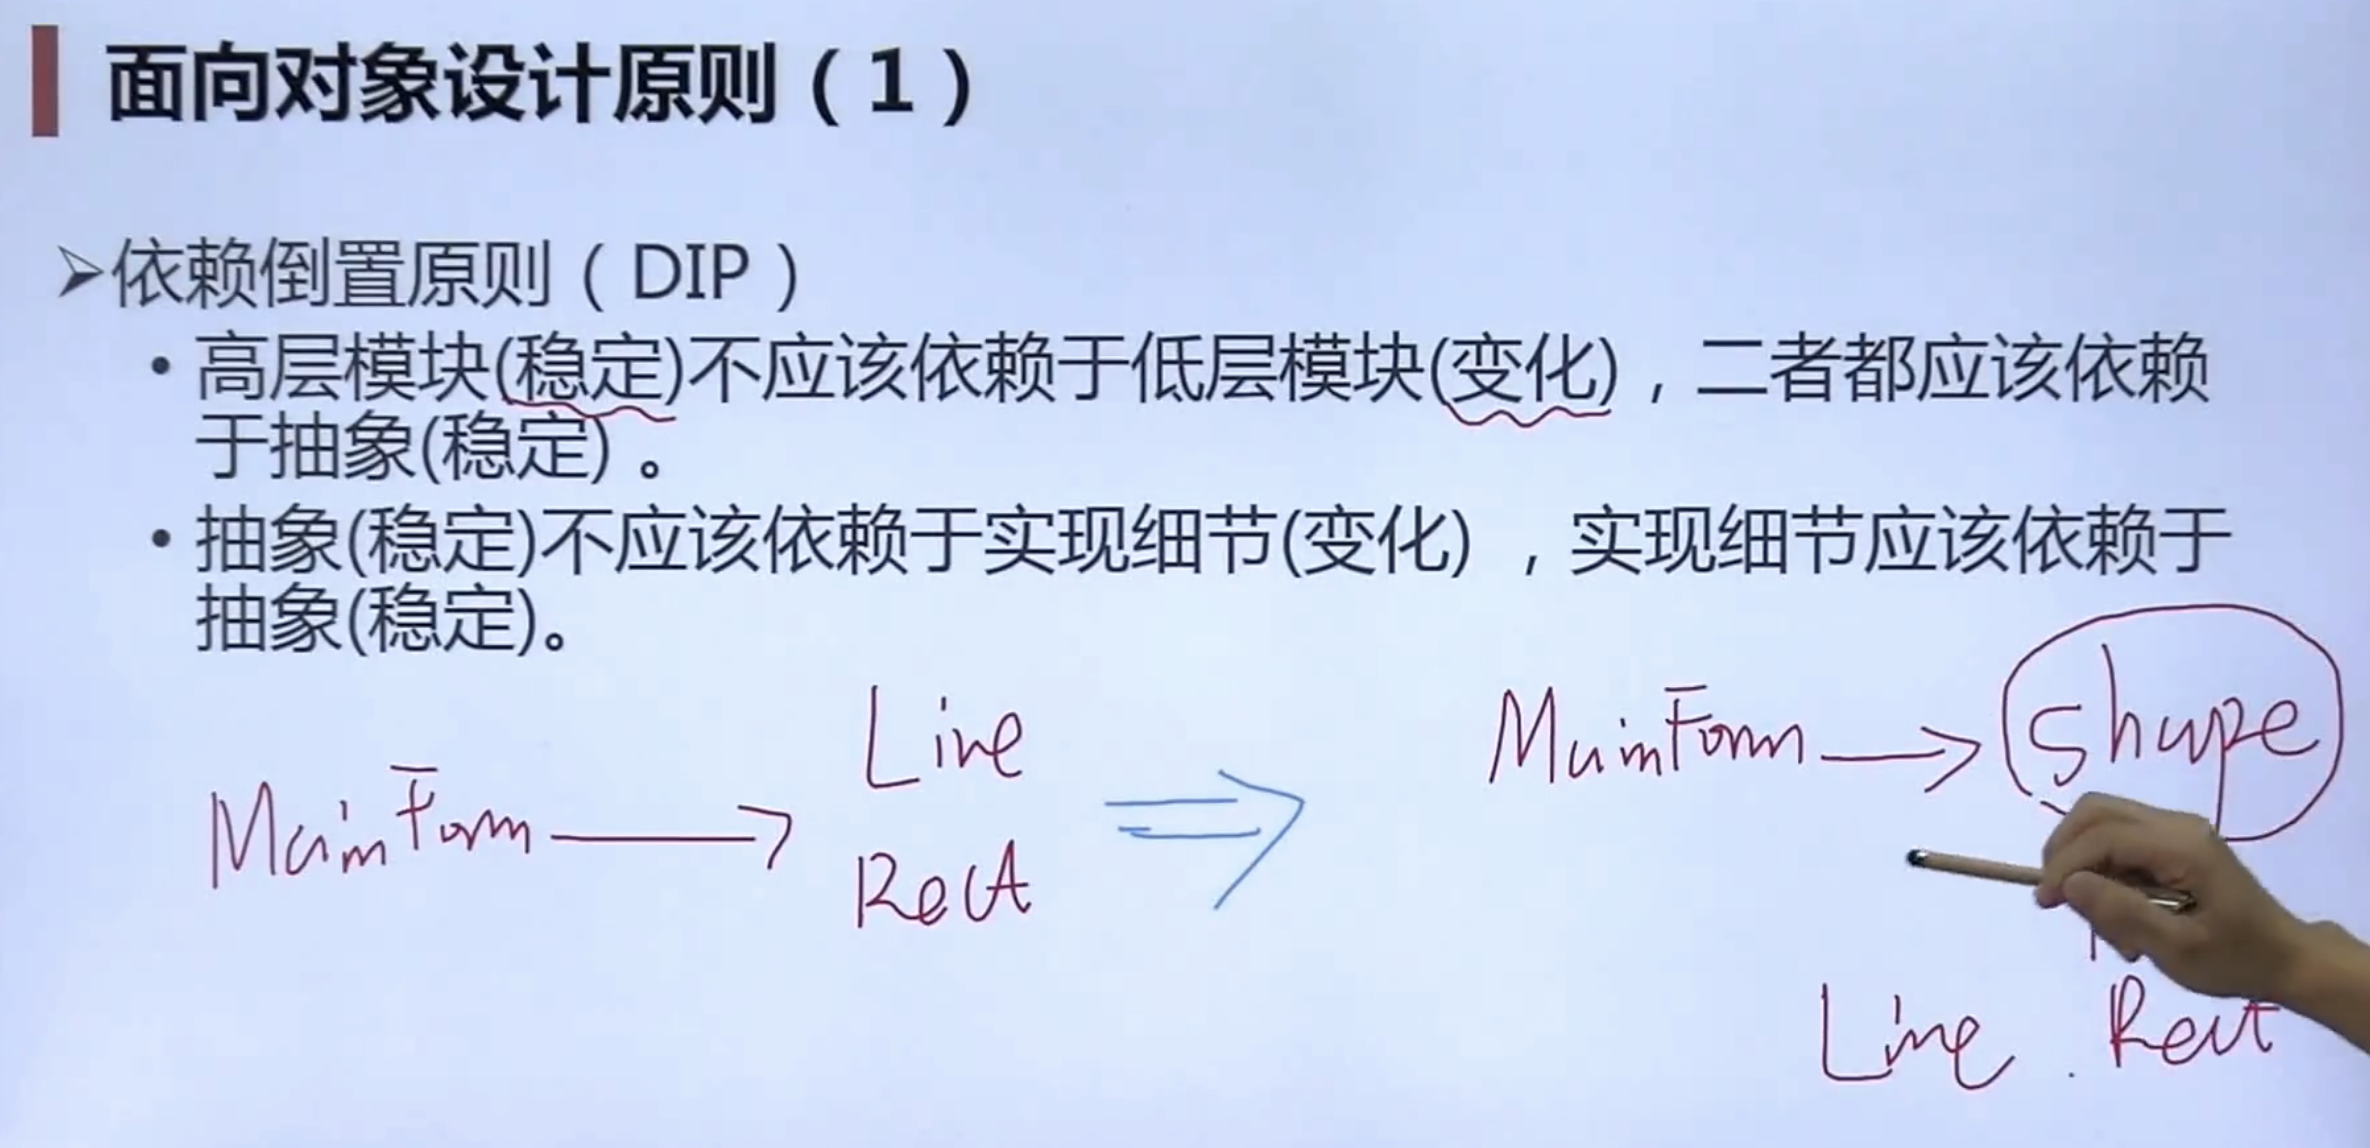 面向对象设计原则（1）
依赖倒置原则（DIP）
高层模块(稳定)不应该依赖于低层模块(变化)，二者都应该依赖
于抽象(稳定) 。
抽象(稳定)不应该依赖于实现细节(变化) ，实现细节应该依赖于
抽象(稳定)。
MainForm
Line
Rect
MainForm
Shape
Line
Rect